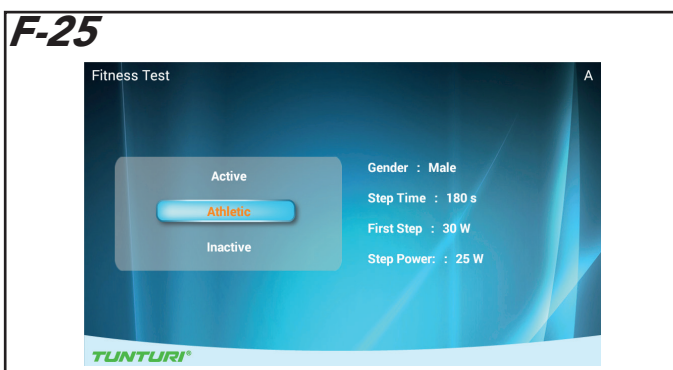 F-25
Fitness Test
A
Active
Athletic
Inactive
Gender : Male
Step Time : 180 s
First Step : 30 W
Step Power: : 25 W
TUNTURI®